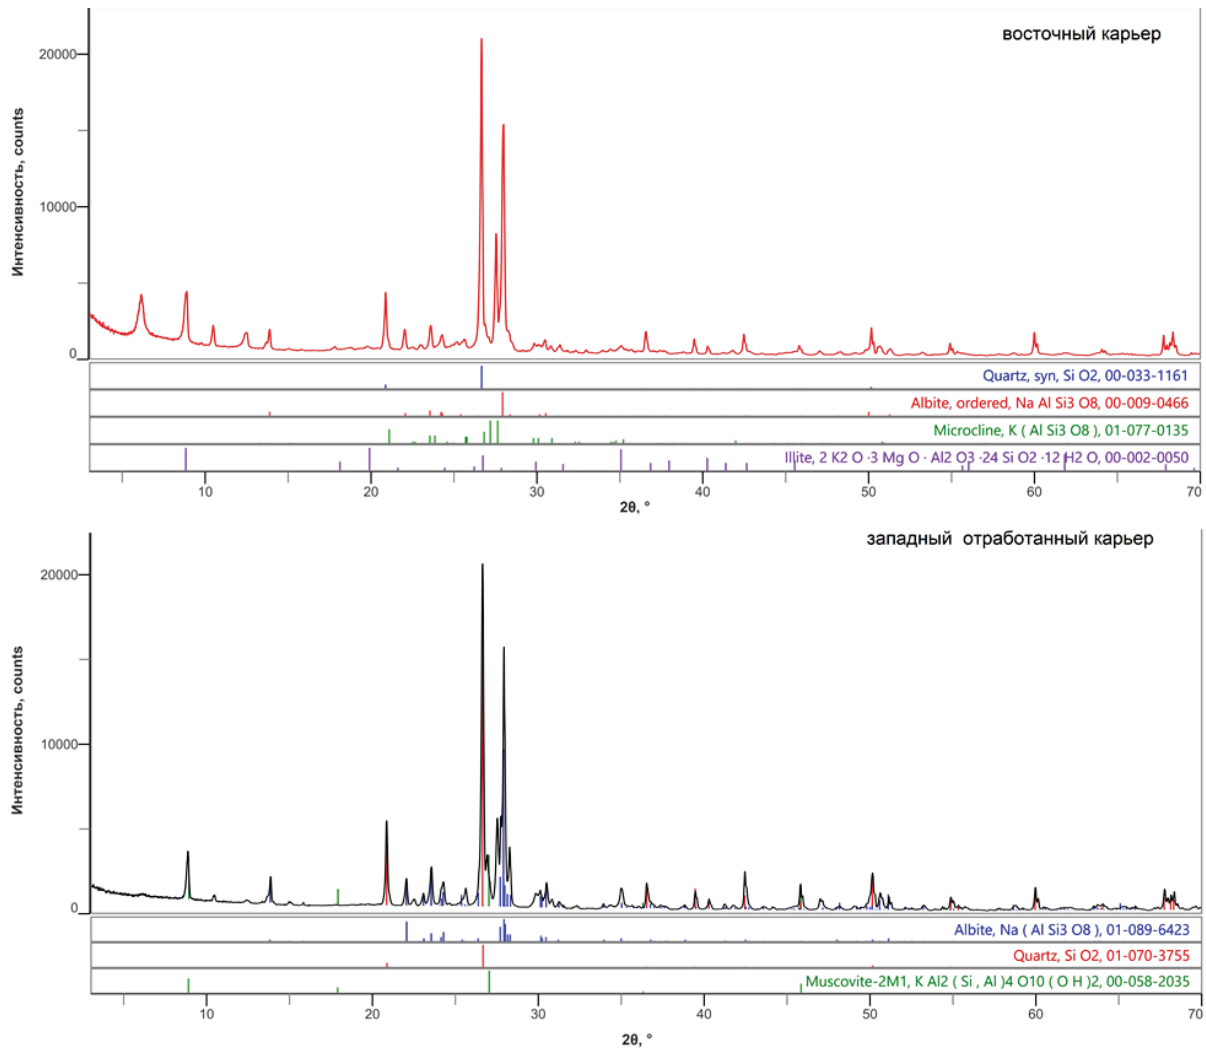 восточный карьер
Интенсивность, counts
20000
10000
0
Quartz, syn, Si O2, 00-033-1161
Albite, ordered, Na Al Si3 O8, 00-009-0466
Microcline, K ( Al Si3 O8 ), 01-077-0135
Illite, 2 K2 O ·3 Mg O · Al2 O3 ·24 Si O2 ·12 H2 O, 00-002-0050
10 20 30 40 50 60 70
2θ, °
западный отработанный карьер
Интенсивность, counts
20000
10000
0
Albite, Na ( Al Si3 O8 ), 01-089-6423
Quartz, Si O2, 01-070-3755
Muscovite-2M1, K Al2 ( Si , Al )4 O10 ( O H )2, 00-058-2035
10 20 30 40 50 60 70
2θ, °